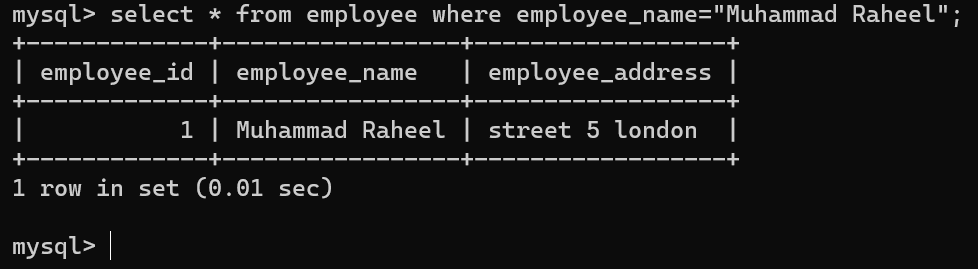 mysql> select * from employee where employee_name="Muhammad Raheel";
+-------------+-----------------+------------------+
| employee_id | employee_name   | employee_address |
+-------------+-----------------+------------------+
|           1 | Muhammad Raheel | street 5 london  |
+-------------+-----------------+------------------+
1 row in set (0.01 sec)
mysql>